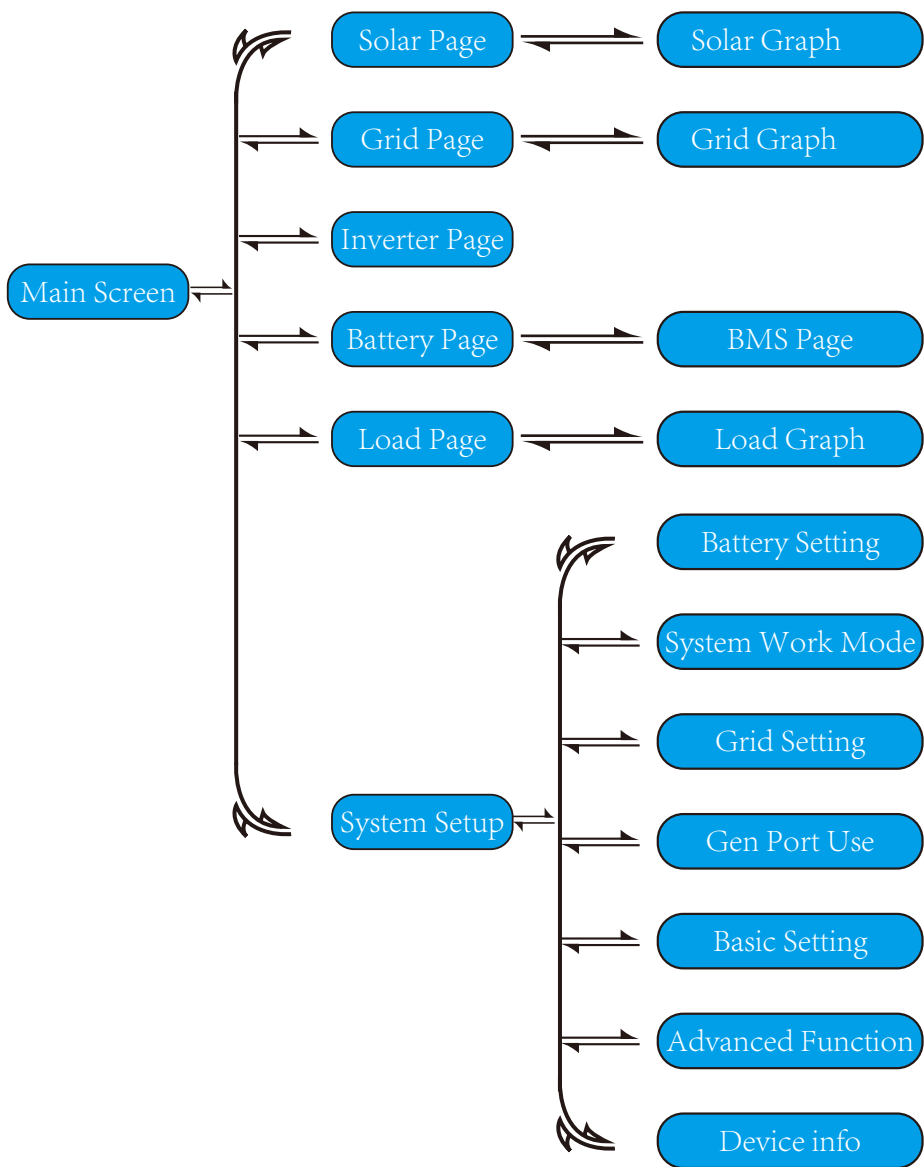 Solar Page
Solar Graph
Grid Page
Grid Graph
Inverter Page
Main Screen
Battery Page
BMS Page
Load Page
Load Graph
Battery Setting
System Work Mode
Grid Setting
System Setup
Gen Port Use
Basic Setting
Advanced Function
Device info